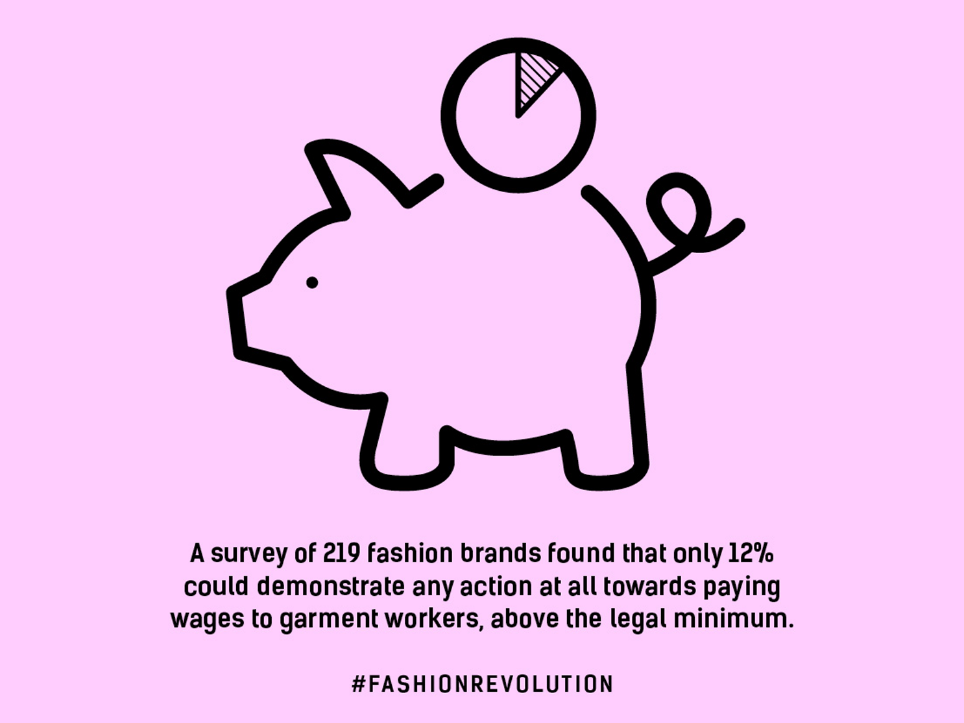 A survey of 219 fashion brands found that only 12%
could demonstrate any action at all towards paying
wages to garment workers, above the legal minimum.
#FASHIONREVOLUTION